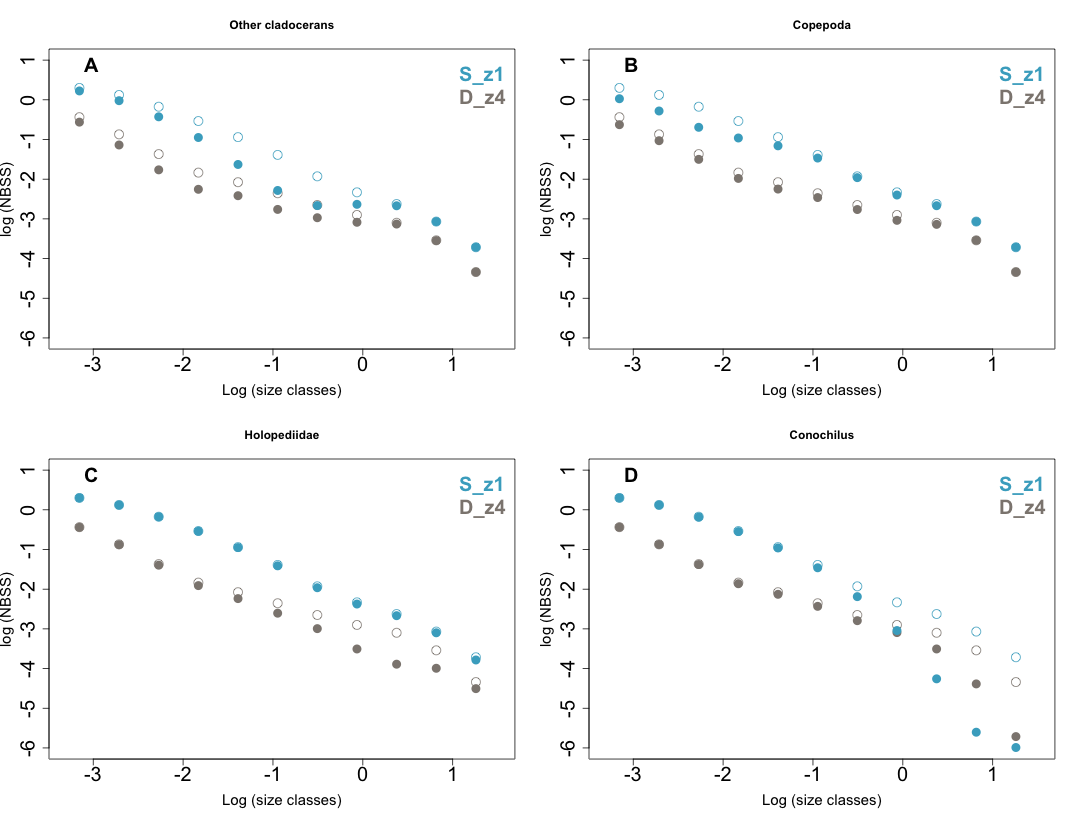 Other cladocerans
A
S_z1
D_z4
1
0
-1
-2
-3
-4
-5
-6
log (NBSS)
-3 -2 -1 0 1
Log (size classes)
Copepoda
B
S_z1
D_z4
1
0
-1
-2
-3
-4
-5
-6
log (NBSS)
-3 -2 -1 0 1
Log (size classes)
Holopediidae
C
S_z1
D_z4
1
0
-1
-2
-3
-4
-5
-6
log (NBSS)
-3 -2 -1 0 1
Log (size classes)
Conochilus
D
S_z1
D_z4
1
0
-1
-2
-3
-4
-5
-6
log (NBSS)
-3 -2 -1 0 1
Log (size classes)